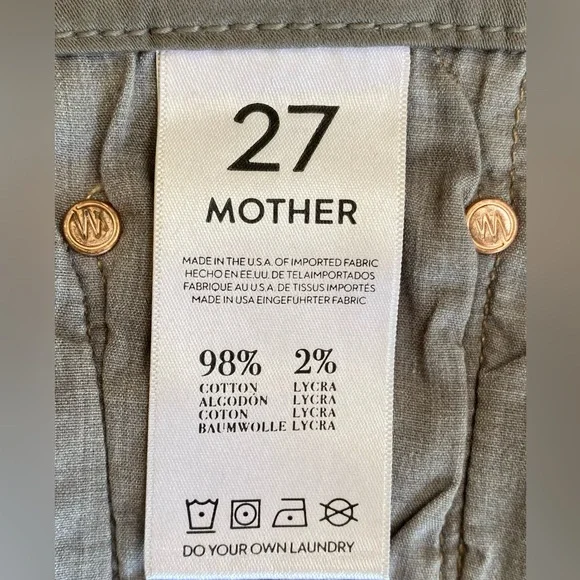 27
MOTHER
MADE IN THE U.S.A. OF IMPORTED FABRIC
HECHO EN EE.UU. DE TELAIMPORTADOS
FABRIQUE AU U.S.A. DE TISSUS IMPORTÉS
MADE IN USA EINGEFÜHRTER FABRIC
98% 2%
COTTON LYCRA
ALGODÓN LYCRA
COTON LYCRA
BAUMWOLLE LYCRA
DO YOUR OWN LAUNDRY